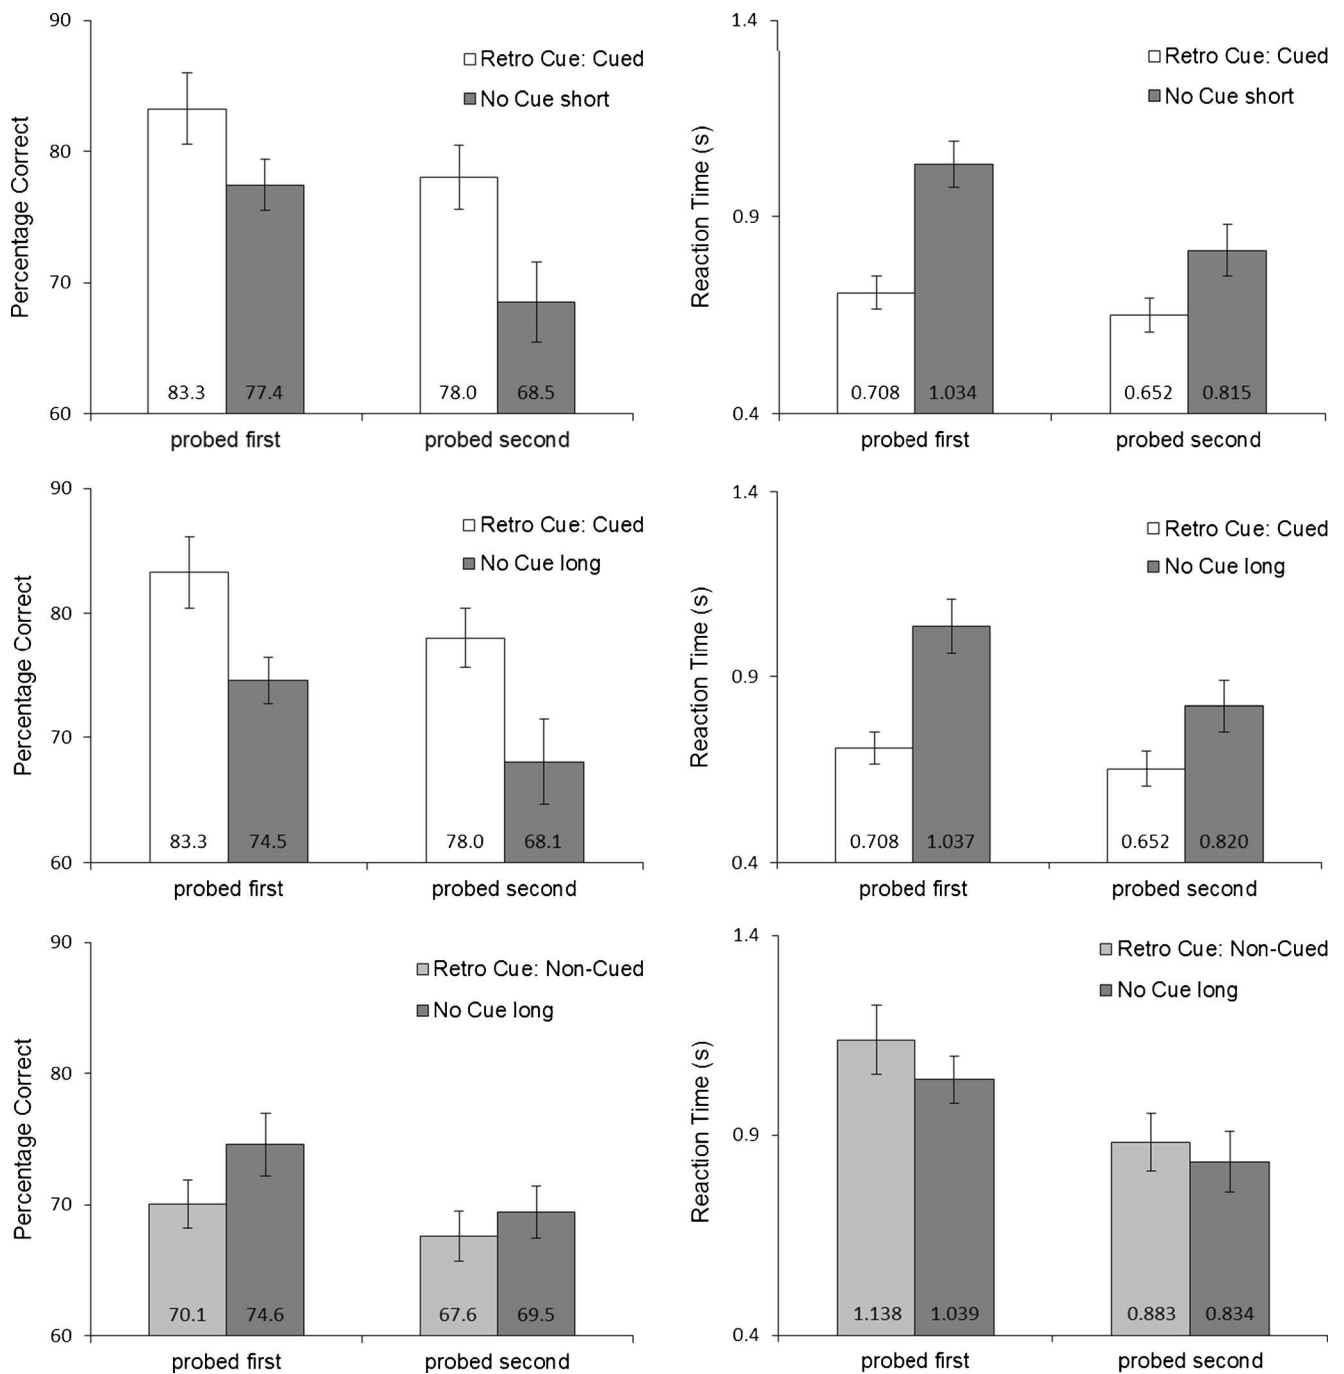 90
80
70
60
Percentage Correct
Retro Cue: Cued
No Cue short
83.3
77.4
78.0
68.5
probed first
probed second
1.4
0.9
0.4
Reaction Time (s)
Retro Cue: Cued
No Cue short
0.708
1.034
0.652
0.815
probed first
probed second
90
80
70
60
Percentage Correct
Retro Cue: Cued
No Cue long
83.3
74.5
78.0
68.1
probed first
probed second
1.4
0.9
0.4
Reaction Time (s)
Retro Cue: Cued
No Cue long
0.708
1.037
0.652
0.820
probed first
probed second
90
80
70
60
Percentage Correct
Retro Cue: Non-Cued
No Cue long
70.1
74.6
67.6
69.5
probed first
probed second
1.4
0.9
0.4
Reaction Time (s)
Retro Cue: Non-Cued
No Cue long
1.138
1.039
0.883
0.834
probed first
probed second